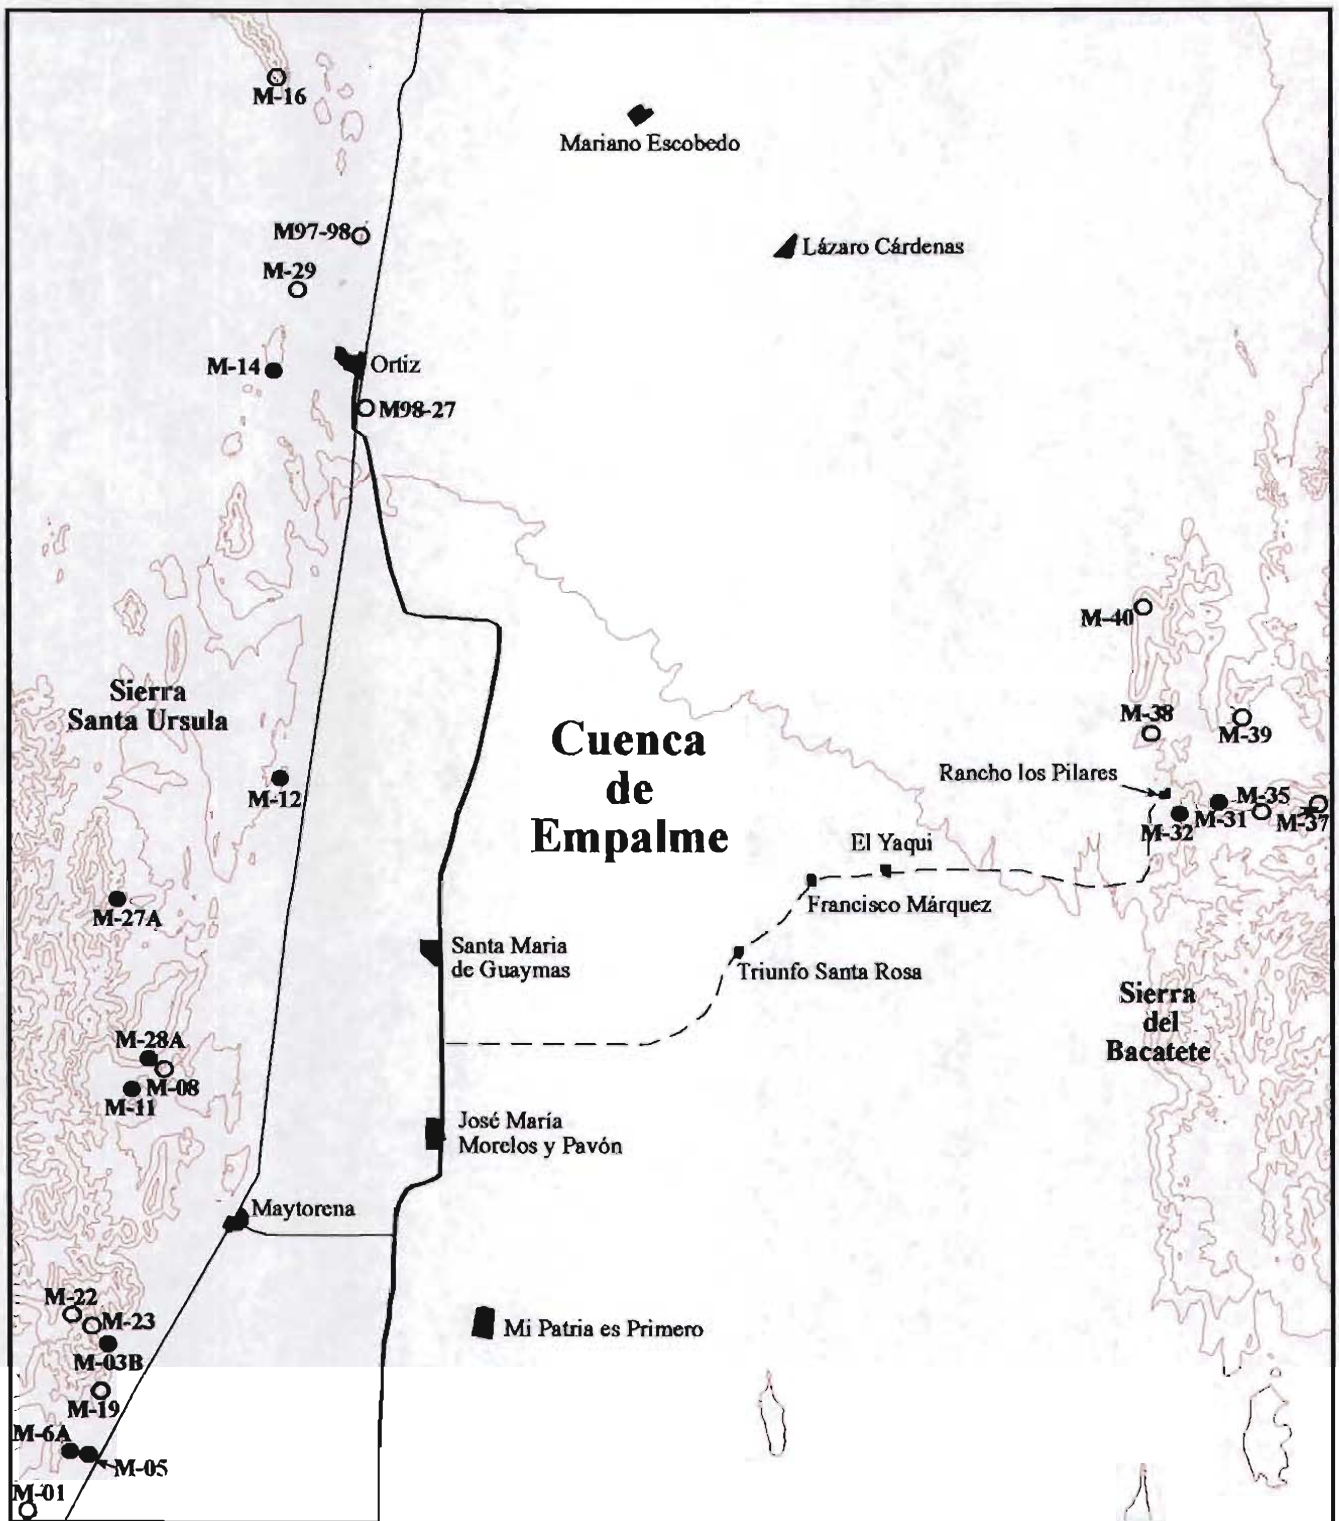 M-16
Mariano Escobedo
M97-98
Lázaro Cárdenas
M-29
M-14
Ortiz
M98-27
M-40
Sierra
Santa Ursula
M-38
M-39
Cuenca
de
Empalme
Rancho los Pilares
M-12
M-35
M-31
M-37
M-32
El Yaqui
Francisco Márquez
M-27A
Santa Maria
de Guaymas
Triunfo Santa Rosa
Sierra
del
Bacatete
M-28A
M-08
M-11
José María
Morelos y Pavón
Maytorena
M-22
M-23
Mi Patria es Primero
M-03B
M-19
M-6A
M-05
M-01